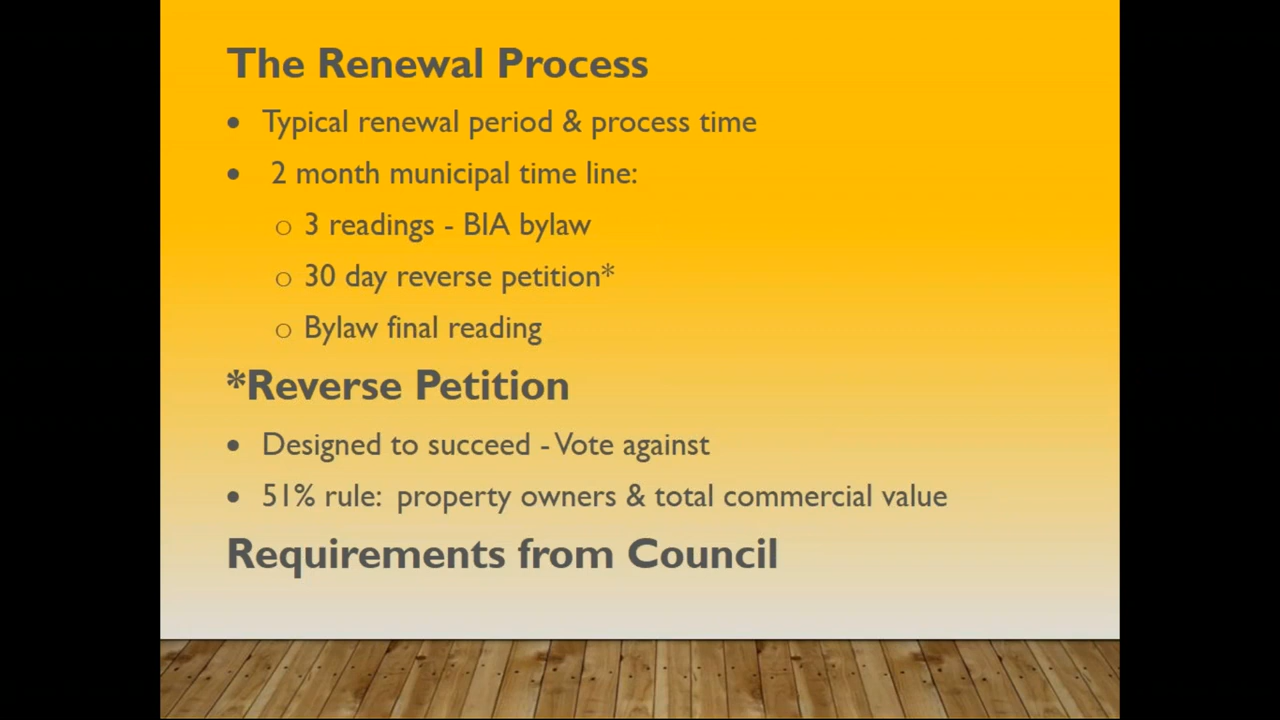 The Renewal Process
• Typical renewal period & process time
• 2 month municipal time line:
o 3 readings - BIA bylaw
o 30 day reverse petition*
o Bylaw final reading
*Reverse Petition
• Designed to succeed - Vote against
• 51% rule: property owners & total commercial value
Requirements from Council